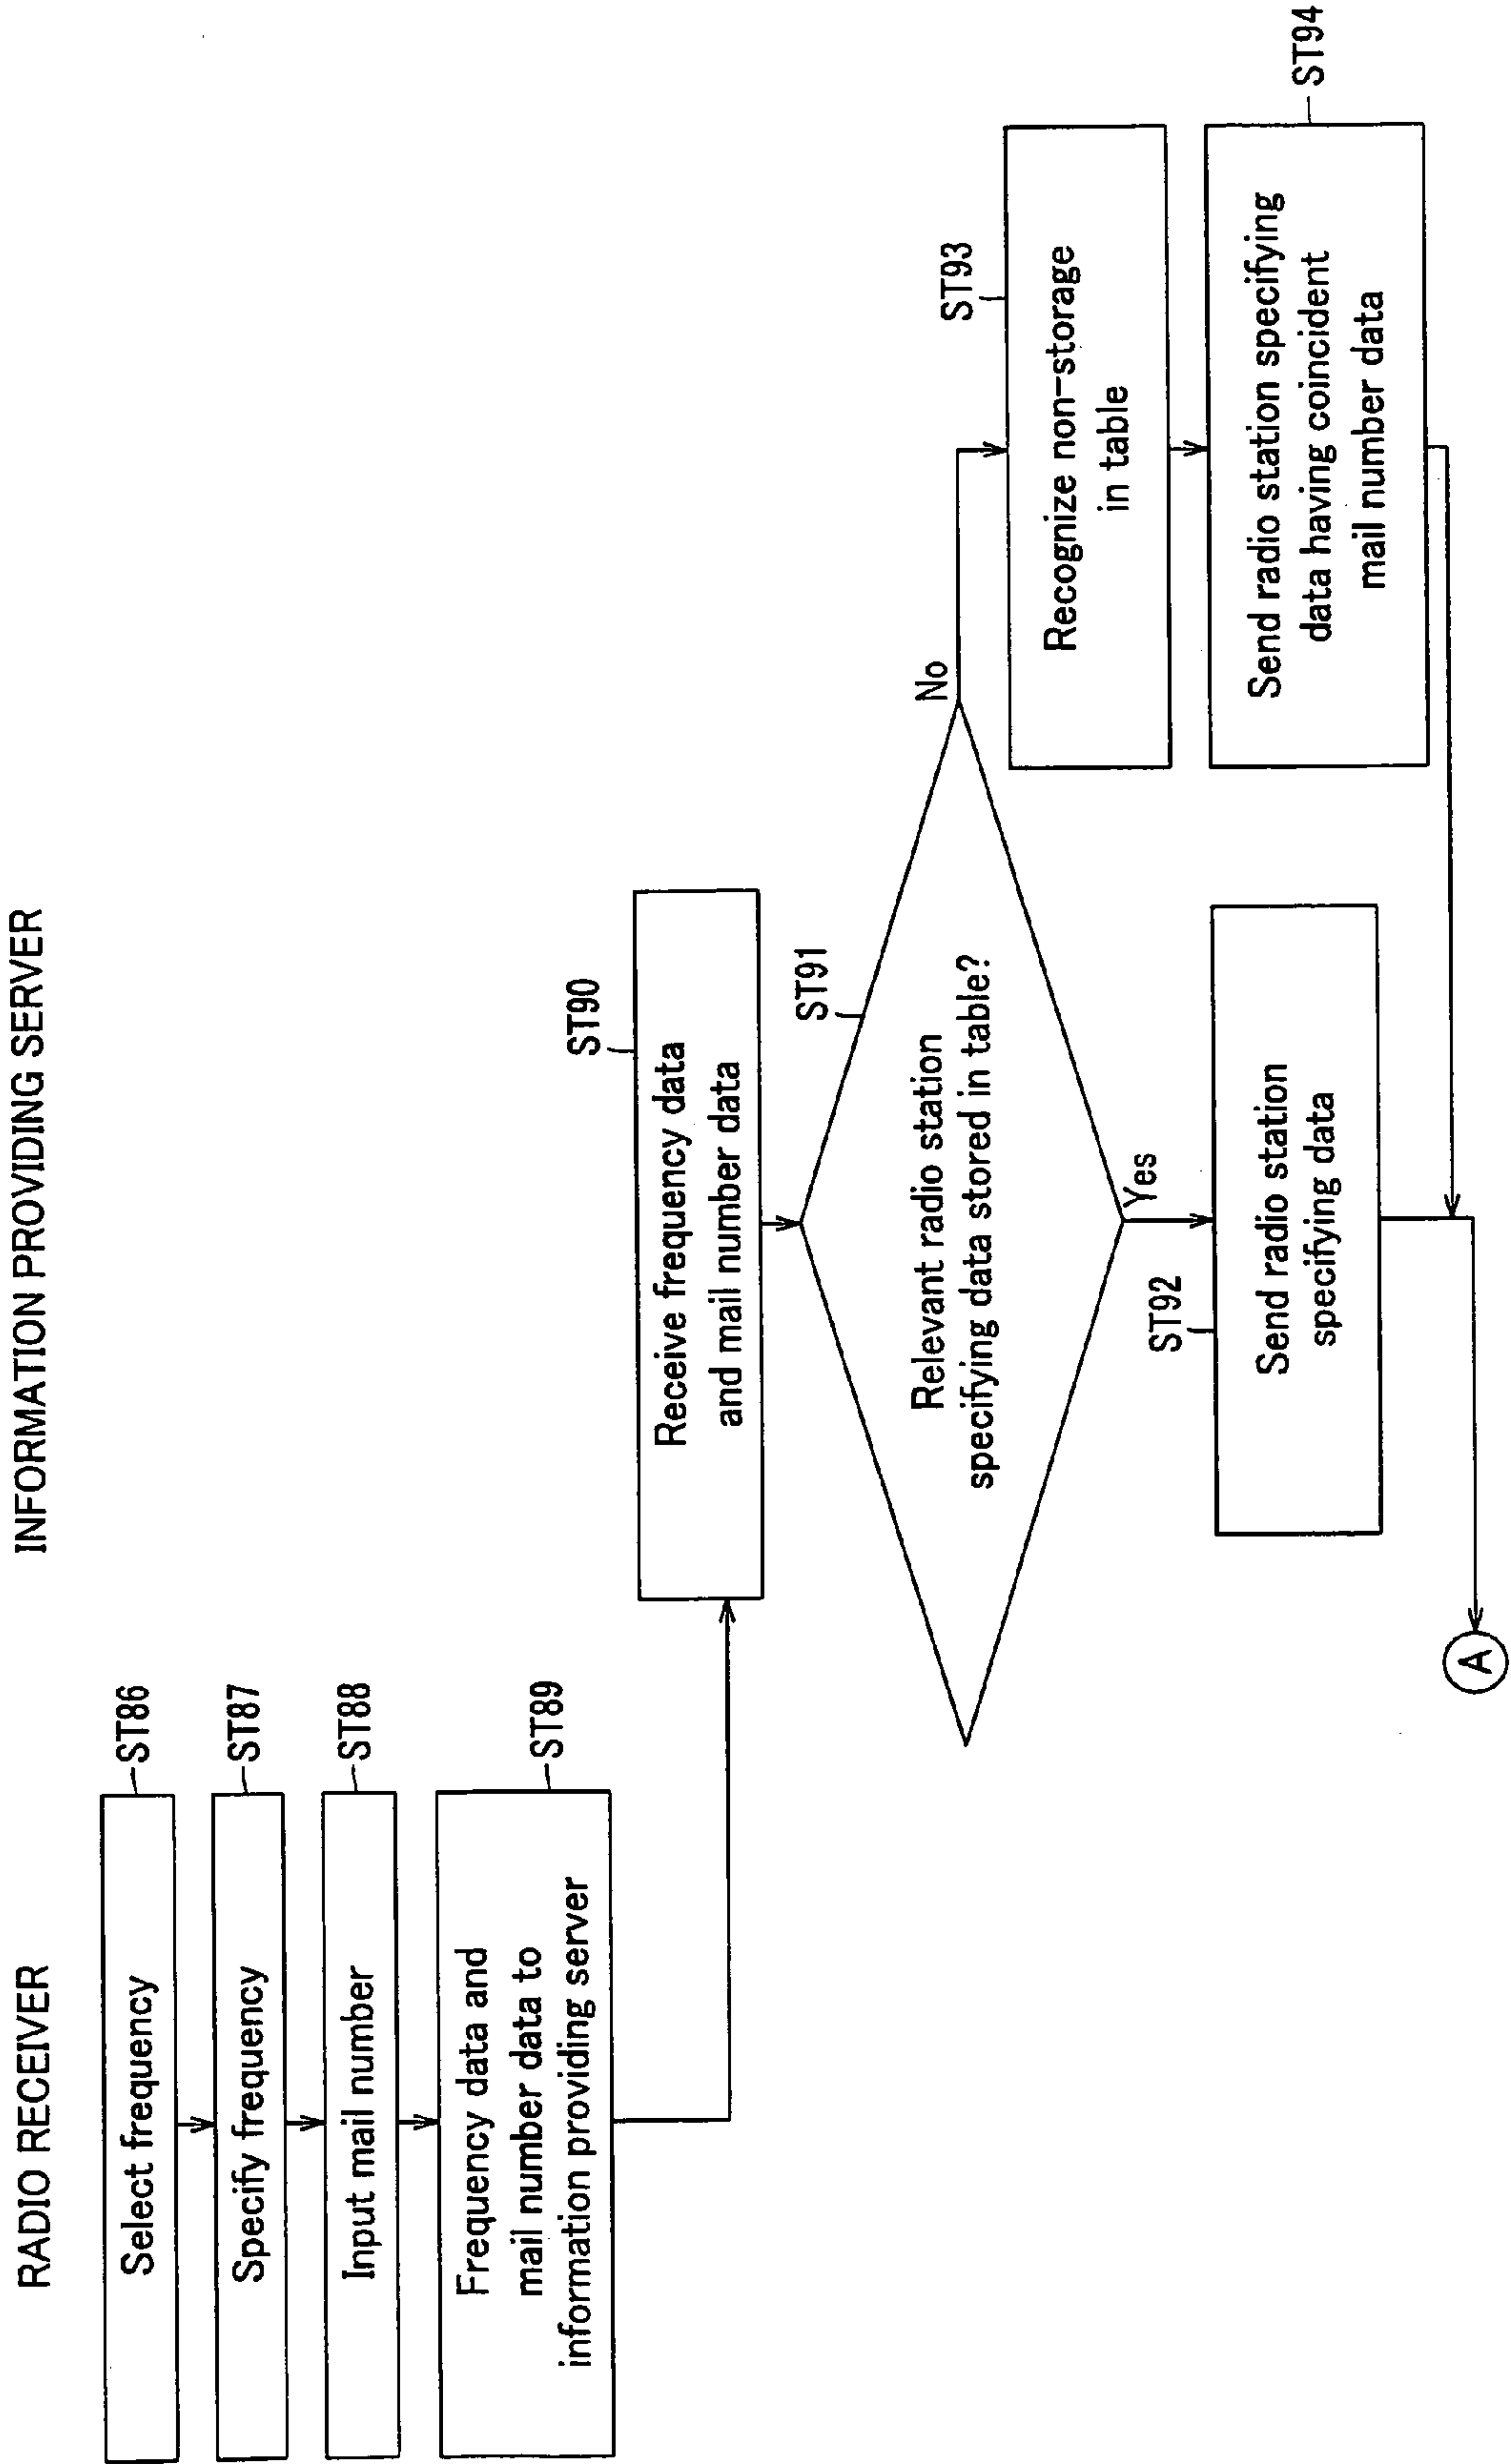 RADIO RECEIVER
INFORMATION PROVIDING SERVER
Select frequency
ST86
Specify frequency
ST87
Input mail number
ST88
Frequency data and
mail number data to
information providing server
ST89
ST90
Receive frequency data
and mail number data
ST91
Relevant radio station
specifying data stored in table?
Yes
No
ST92
Send radio station
specifying data
ST93
Recognize non-storage
in table
ST94
Send radio station specifying
data having coincident
mail number data
A